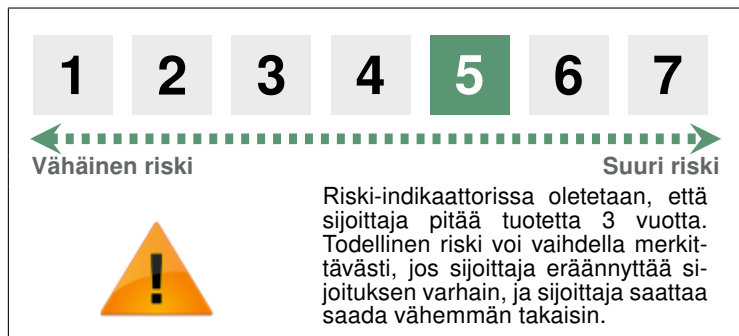 1 2 3 4 5 6 7
Vähäinen riski Suuri riski
Riski-indikaattorissa oletetaan, että
sijoittaja pitää tuotetta 3 vuotta.
Todellinen riski voi vaihdella merkit-
tävästi, jos sijoittaja eräännyttää si-
joituksen varhain, ja sijoittaja saattaa
saada vähemmän takaisin.